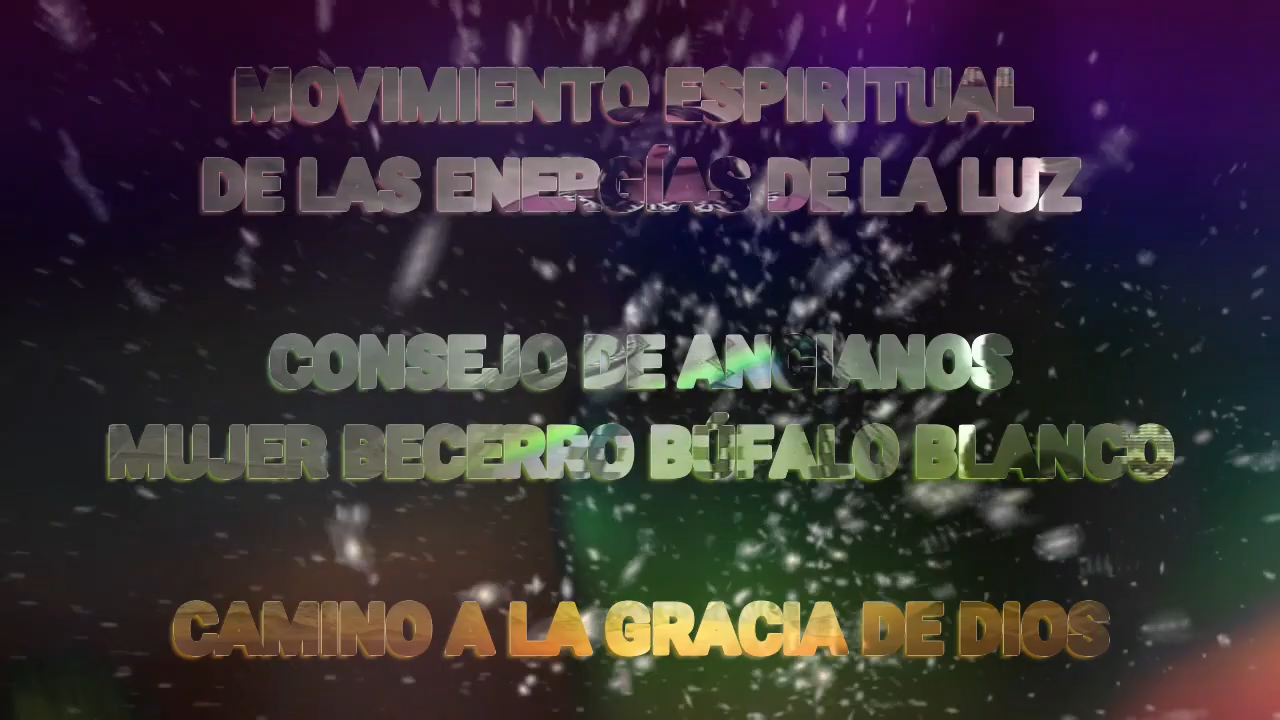 MOVIMIENTO ESPIRITUAL
DE LAS ENERGÍAS DE LA LUZ
CONSEJO DE ANCIANOS
MUJER BECERRO BÚFALO BLANCO
CAMINO A LA GRACIA DE DIOS